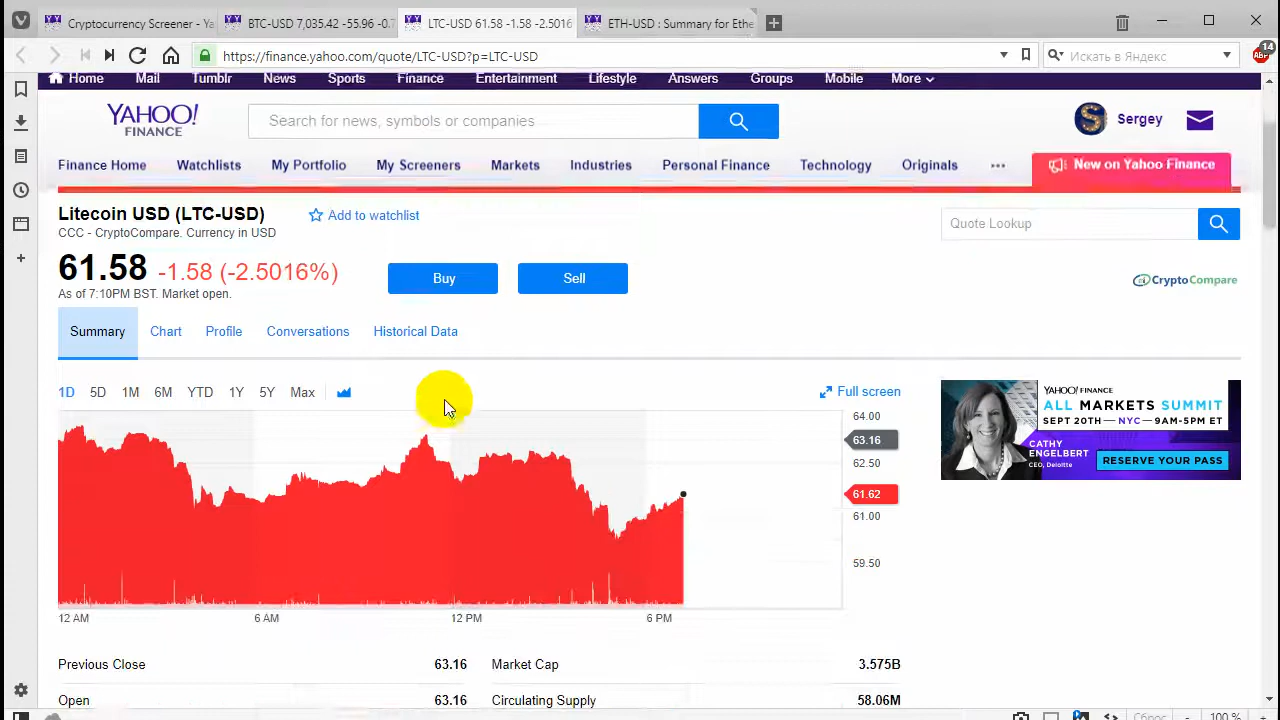 Cryptocurrency Screener - Ya
BTC-USD 7,035.42 -55.96 -0.7
LTC-USD 61.58 -1.58 -2.5016
ETH-USD : Summary for Ethe
https://finance.yahoo.com/quote/LTC-USD?p=LTC-USD
Искать в Яндекс
14
ABP
Home Mail Tumblr News Sports Finance Entertainment Lifestyle Answers Groups Mobile More
YAHOO!
FINANCE
Search for news, symbols or companies
Sergey
Finance Home Watchlists My Portfolio My Screeners Markets Industries Personal Finance Technology Originals ••• New on Yahoo Finance
Litecoin USD (LTC-USD)
Add to watchlist
CCC - CryptoCompare. Currency in USD
Quote Lookup
61.58 -1.58 (-2.5016%)
As of 7:10PM BST. Market open.
Buy
Sell
CryptoCompare
Summary Chart Profile Conversations Historical Data
1D 5D 1M 6M YTD 1Y 5Y Max
Full screen
64.00
63.16
62.50
61.62
61.00
59.50
12 AM 6 AM 12 PM 6 PM
YAHOO! FINANCE
ALL MARKETS SUMMIT
SEPT 20TH — NYC — 9AM-5PM ET
CATHY
ENGELBERT
CEO, Deloitte
RESERVE YOUR PASS
Previous Close 63.16
Market Cap 3.575B
Open 63.16
Circulating Supply 58.06M
Сброс
100 %